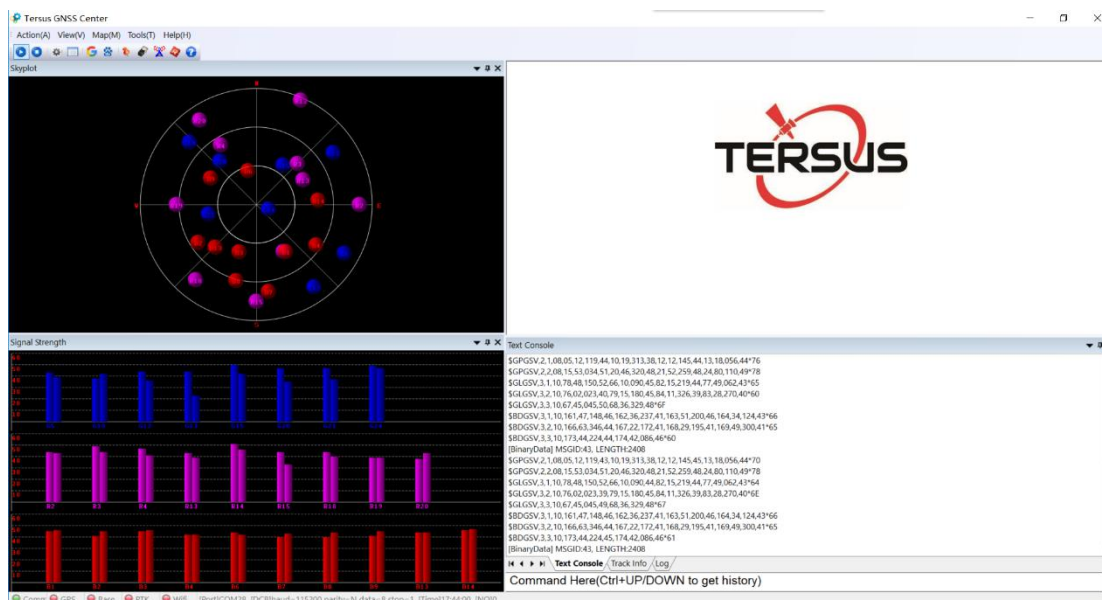 Tersus GNSS Center
Action(A) View(V) Map(M) Tools(T) Help(H)
Skyplot
N
W
E
TERSUS
Signal Strength
R2 R3 R4 R13 R14 R15 R18 R19 R20
Text Console
$GPGSV,2,1,08,05,12,119,44,10,19,313,38,12,12,145,44,13,18,056,44*76
$GPGSV,2,2,08,15,53,034,51,20,46,320,48,21,52,259,48,24,80,110,49*78
$GLGSV,3,1,10,78,48,150,52,66,10,090,45,82,15,219,44,77,49,062,43*65
$GLGSV,3,2,10,76,02,023,40,79,15,180,45,84,11,326,39,83,28,270,40*60
$GLGSV,3,3,10,67,45,045,50,68,36,329,48*6F
$BDGSV,3,1,10,161,47,148,46,162,36,237,41,163,51,200,46,164,34,124,43*66
$BDGSV,3,2,10,166,63,346,44,167,22,172,41,168,29,195,41,169,49,300,41*65
$BDGSV,3,3,10,173,44,224,44,174,42,086,46*60
[BinaryData] MSGID:43, LENGTH:2408
$GPGSV,2,1,08,05,12,119,43,10,19,313,38,12,12,145,45,13,18,056,44*70
$GPGSV,2,2,08,15,53,034,51,20,46,320,48,21,52,259,48,24,80,110,49*78
$GLGSV,3,1,10,78,48,150,52,66,10,090,44,82,15,219,44,77,49,062,43*64
$GLGSV,3,2,10,76,02,023,39,79,15,180,45,84,11,326,39,83,28,270,40*6E
$GLGSV,3,3,10,67,45,045,49,68,36,329,48*67
$BDGSV,3,1,10,161,47,148,46,162,36,237,41,163,51,200,46,164,34,124,43*66
$BDGSV,3,2,10,166,63,346,44,167,22,172,41,168,29,195,41,169,49,300,41*65
$BDGSV,3,3,10,173,44,224,45,174,42,086,46*61
[BinaryData] MSGID:43, LENGTH:2408
Text Console Track Info Log
Command Here(Ctrl+UP/DOWN to get history)